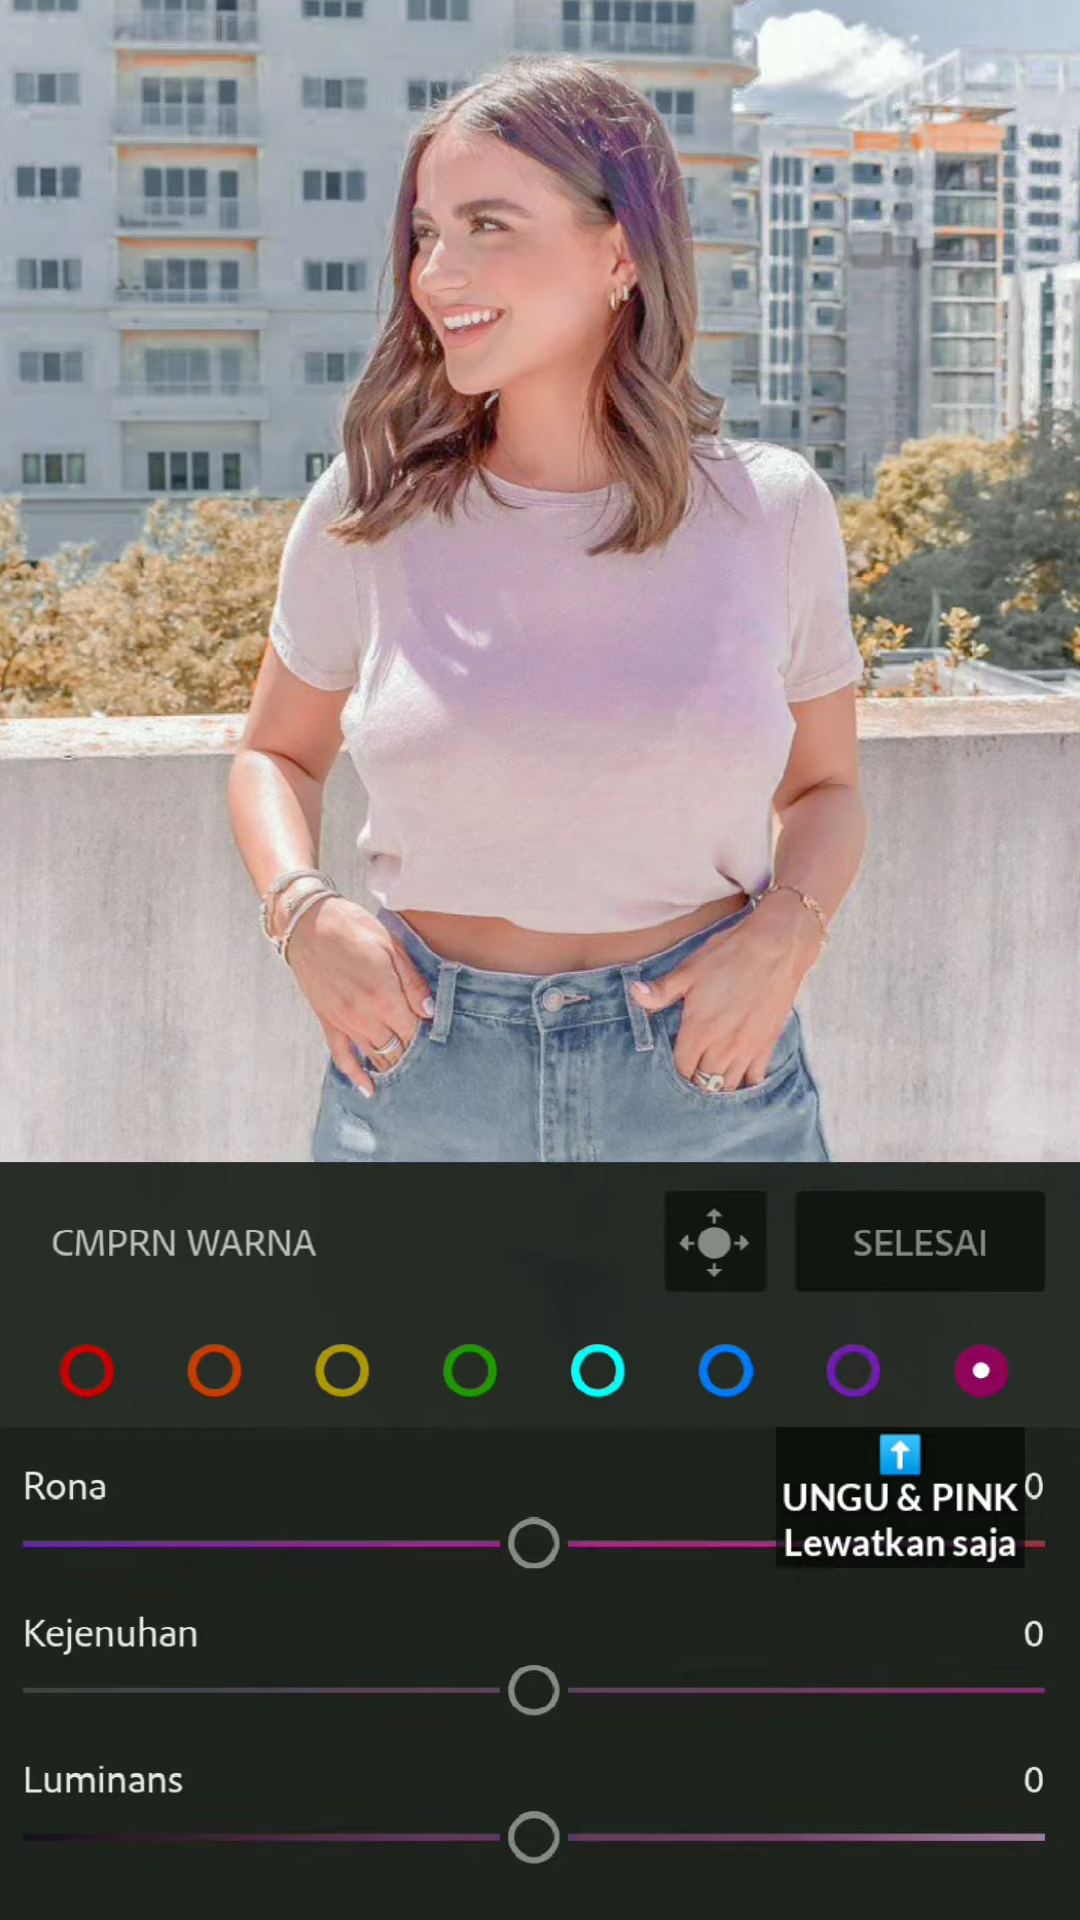 CMPRN WARNA
SELESAI
UNGU & PINK
Lewatkan saja
Rona 0
Kejenuhan 0
Luminans 0